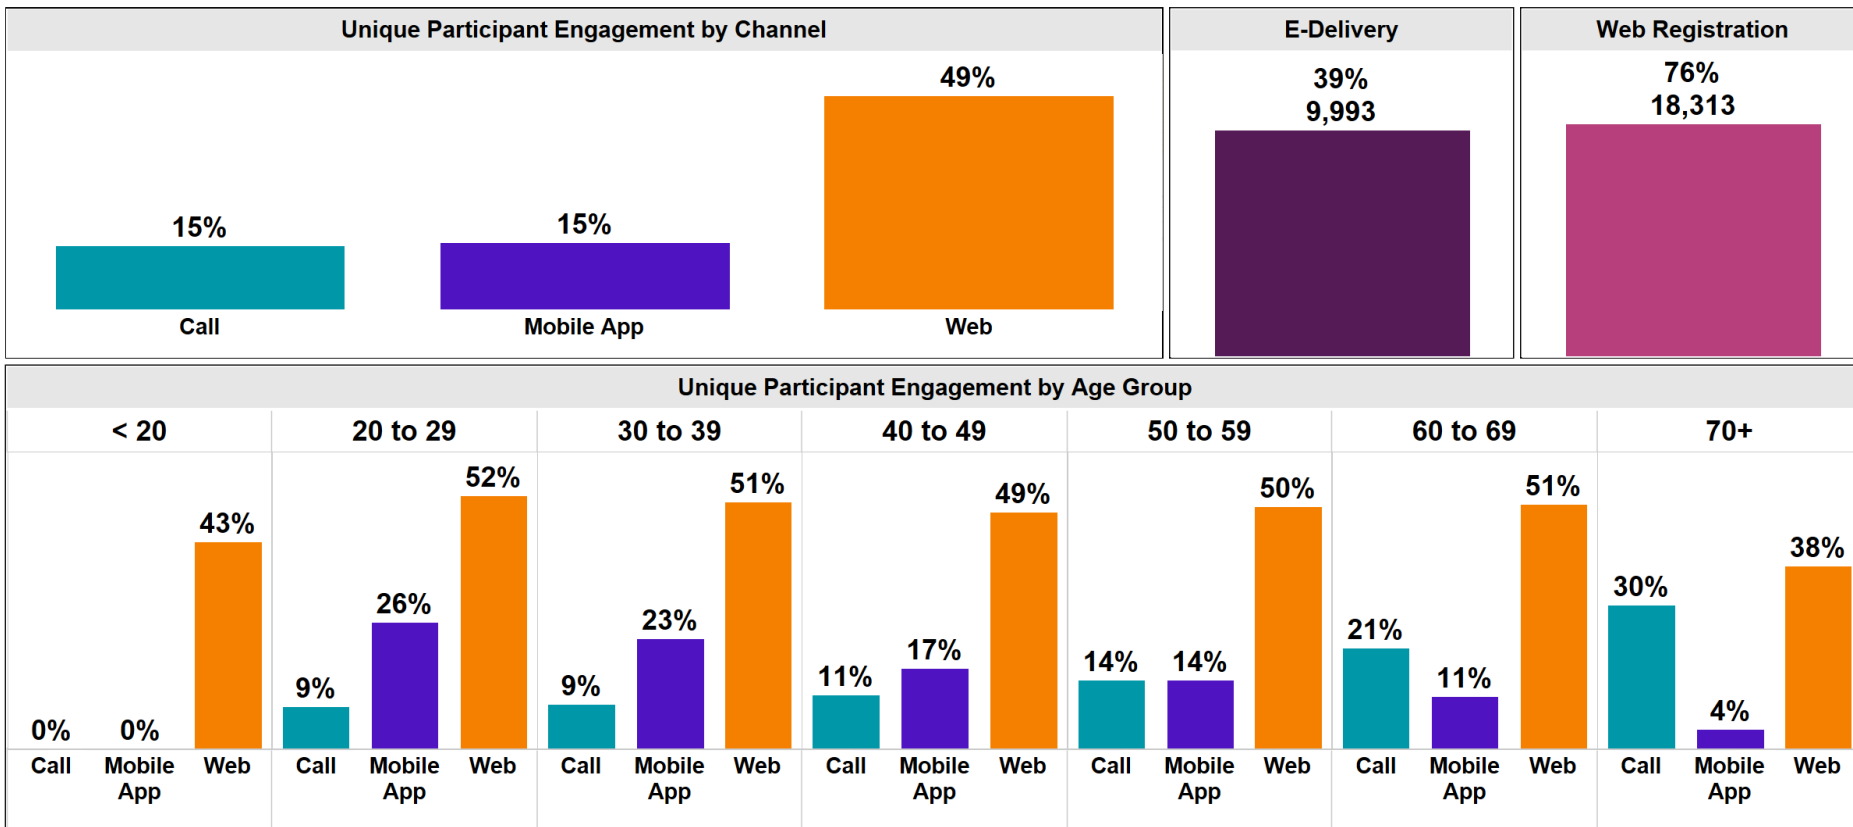 Unique Participant Engagement by Channel
49%
15%
15%
Call
Mobile App
Web
E-Delivery
39%
9,993
Web Registration
76%
18,313
Unique Participant Engagement by Age Group
< 20
0%
0%
43%
Call
Mobile
App
Web
20 to 29
9%
26%
52%
Call
Mobile
App
Web
30 to 39
9%
23%
51%
Call
Mobile
App
Web
40 to 49
11%
17%
49%
Call
Mobile
App
Web
50 to 59
14%
14%
50%
Call
Mobile
App
Web
60 to 69
21%
11%
51%
Call
Mobile
App
Web
70+
30%
4%
38%
Call
Mobile
App
Web